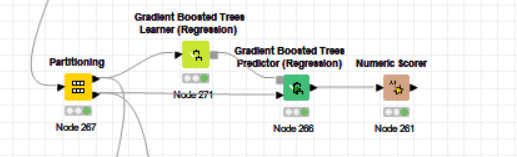 Gradient Boosted Trees
Learner (Regression)
Partitioning
Gradient Boosted Trees
Predictor (Regression)
Numeric Scorer
Node 271
Node 267
Node 266
Node 261